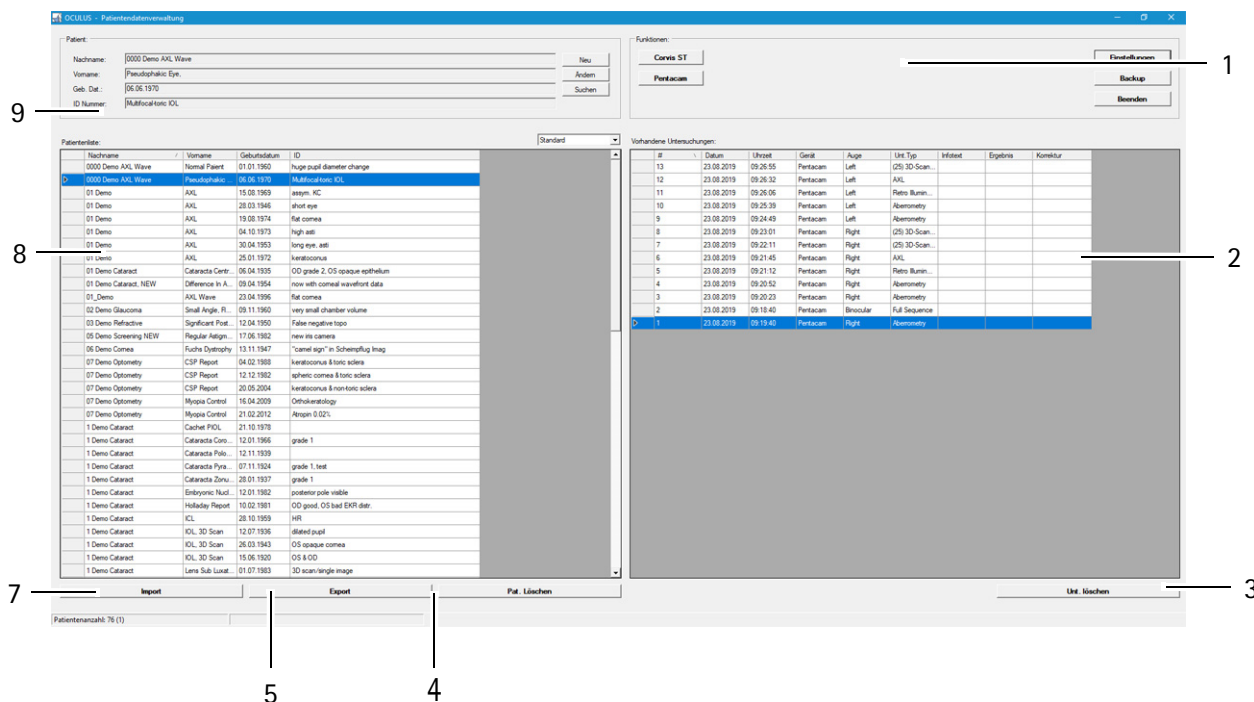 OCULUS - Patientendatenverwaltung
Patient:
Nachname: 0000 Demo AXL Wave Neu
Vorname: Pseudophakic Eye, Ändern
Geb. Dat.: 06.06.1970 Suchen
ID Nummer: Multifocal-toric IOL
Funktionen:
Corvis ST Einstellungen
Pentacam Backup
Beenden
1
9
Patientenliste: Standard
Nachname Vorname Geburtsdatum ID
0000 Demo AXL Wave Normal Paient 01.01.1960 huge pupil diameter change
0000 Demo AXL Wave Pseudophakic ... 06.06.1970 Multifocal-toric IOL
01 Demo AXL 15.08.1969 assym. KC
01 Demo AXL 28.03.1946 short eye
01 Demo AXL 19.08.1974 flat cornea
01 Demo AXL 04.10.1973 high asti
01 Demo AXL 30.04.1953 long eye, asti
01 Demo AXL 25.01.1972 keratoconus
01 Demo Cataract Cataracta Centr... 06.04.1935 OD grade 2, OS opaque epithelium
01 Demo Cataract, NEW Difference In A... 09.04.1954 now with corneal wavefront data
01_Demo AXL Wave 23.04.1996 flat cornea
02 Demo Glaucoma Small Angle, Fl... 09.11.1960 very small chamber volume
03 Demo Refractive Significant Post... 12.04.1950 False negative topo
05 Demo Screening NEW Regular Astigm... 17.06.1982 new iris camera
06 Demo Cornea Fuchs Dystrophy 13.11.1947 "camel sign" in Scheimpflug Imag
07 Demo Optometry CSP Report 04.02.1988 keratoconus & toric sclera
07 Demo Optometry CSP Report 12.12.1982 spheric cornea & toric sclera
07 Demo Optometry CSP Report 20.05.2004 keratoconus & non-toric sclera
07 Demo Optometry Myopia Control 16.04.2009 Orthokeratology
07 Demo Optometry Myopia Control 21.02.2012 Atropin 0.02%
1 Demo Cataract Cachet PIOL 21.10.1978
1 Demo Cataract Cataracta Coro... 12.01.1966 grade 1
1 Demo Cataract Cataracta Polo... 12.11.1939
1 Demo Cataract Cataracta Pyra... 07.11.1924 grade 1, test
1 Demo Cataract Cataracta Zonu... 28.01.1937 grade 1
1 Demo Cataract Embryonic Nucl... 12.01.1982 posterior pole visible
1 Demo Cataract Holladay Report 10.02.1981 OD good, OS bad EKR distr.
1 Demo Cataract ICL 28.10.1959 HR
1 Demo Cataract IOL, 3D Scan 12.07.1936 dilated pupil
1 Demo Cataract IOL, 3D Scan 26.03.1943 OS opaque cornea
1 Demo Cataract IOL, 3D Scan 15.06.1920 OS & OD
1 Demo Cataract Lens Sub Luxat... 01.07.1983 3D scan/single image
8
Vorhandene Untersuchungen:
# Datum Uhrzeit Gerät Auge Unt.Typ Infotext Ergebnis Korrektur
13 23.08.2019 09:26:55 Pentacam Left (25) 3D-Scan...
12 23.08.2019 09:26:32 Pentacam Left AXL
11 23.08.2019 09:26:06 Pentacam Left Retro Illumin...
10 23.08.2019 09:25:39 Pentacam Left Aberrometry
9 23.08.2019 09:24:49 Pentacam Left Aberrometry
8 23.08.2019 09:23:01 Pentacam Right (25) 3D-Scan...
7 23.08.2019 09:22:11 Pentacam Right (25) 3D-Scan...
6 23.08.2019 09:21:45 Pentacam Right AXL
5 23.08.2019 09:21:12 Pentacam Right Retro Illumin...
4 23.08.2019 09:20:52 Pentacam Right Aberrometry
3 23.08.2019 09:20:23 Pentacam Right Aberrometry
2 23.08.2019 09:18:40 Pentacam Binocular Full Sequence
1 23.08.2019 09:19:40 Pentacam Right Aberrometry
2
7 Import Export Pat. Löschen Unt. löschen 3
Patientenanzahl: 76 (1)
5 4